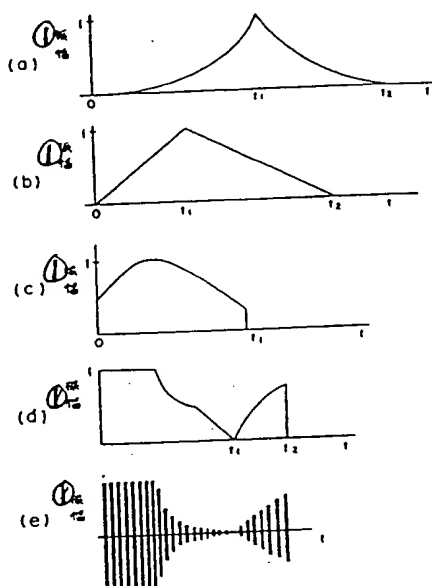 1
(a)
0 t₁ t₂ t
1
(b)
0 t₁ t₂ t
1
(c)
0 t₁ t
1
(d)
t₁ t₂ t
(e)
t